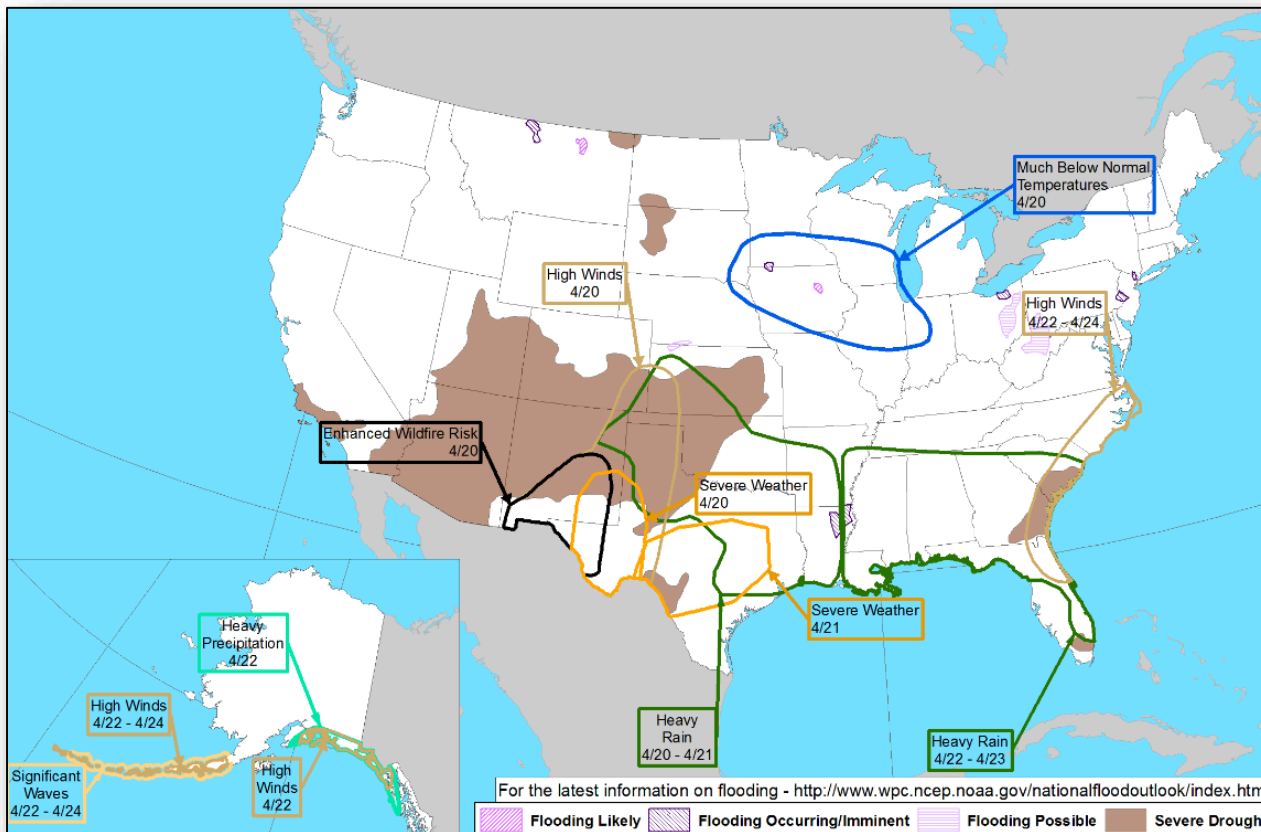 Much Below Normal
Temperatures
4/20
High Winds
4/20
High Winds
4/22 - 4/24
Enhanced Wildfire Risk
4/20
Severe Weather
4/20
Severe Weather
4/21
Heavy
Precipitation
4/22
High Winds
4/22 - 4/24
Significant
Waves
4/22 - 4/24
High
Winds
4/22
Heavy
Rain
4/20 - 4/21
Heavy Rain
4/22 - 4/23
For the latest information on flooding - http://www.wpc.ncep.noaa.gov/nationalfloodoutlook/index.htm
Flooding Likely
Flooding Occurring/Imminent
Flooding Possible
Severe Drough